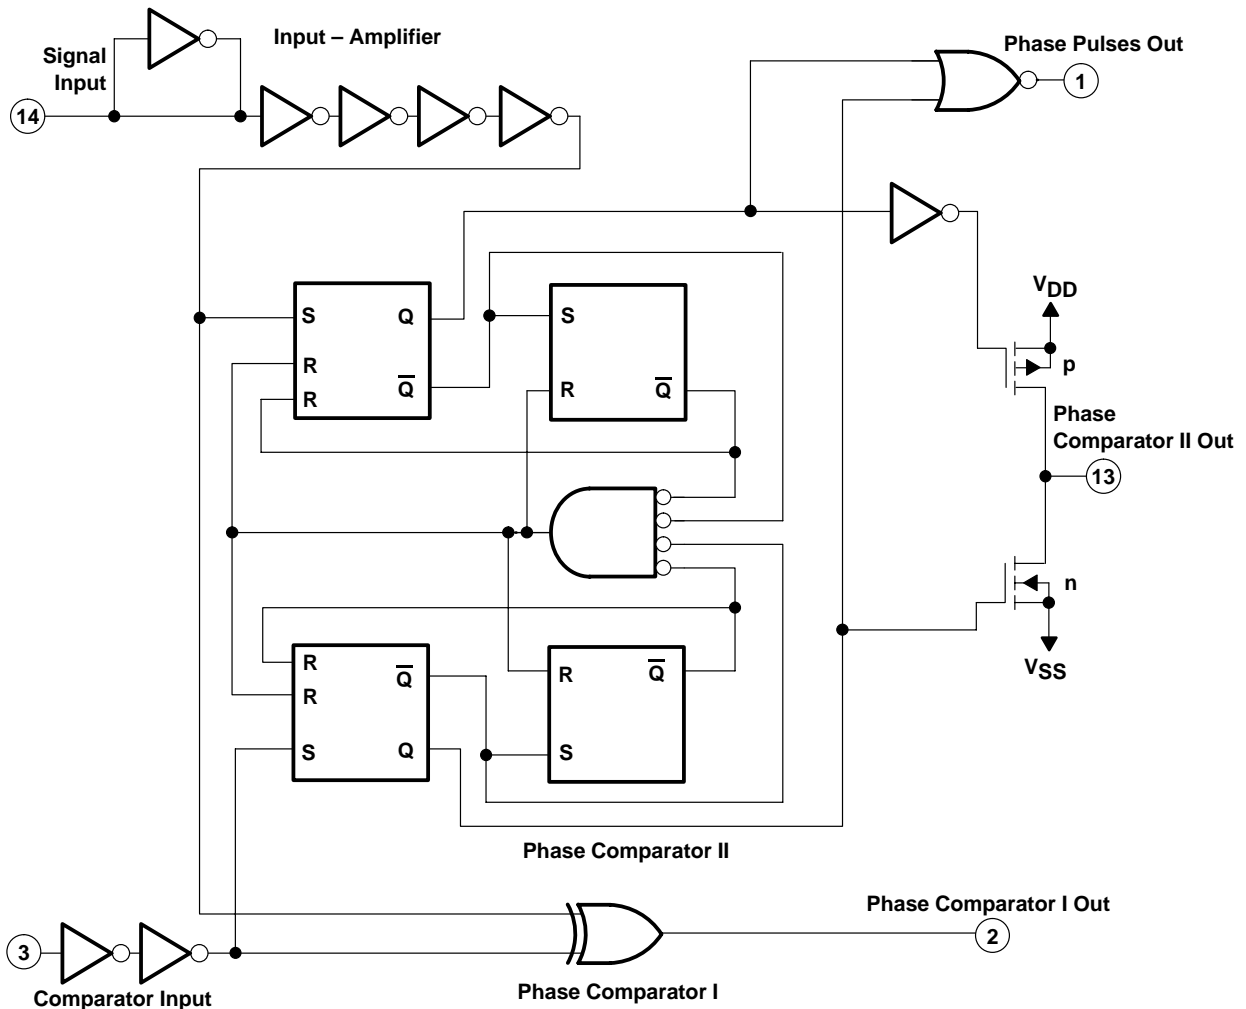 Input – Amplifier
Signal
Input
14
Phase Pulses Out
1
S
Q
R
R
Q̅
S
R
Q̅
VDD
p
Phase
Comparator II Out
13
n
VSS
R
R
S
Q̅
Q
R
Q̅
S
Phase Comparator II
Phase Comparator I Out
2
3
Comparator Input
Phase Comparator I